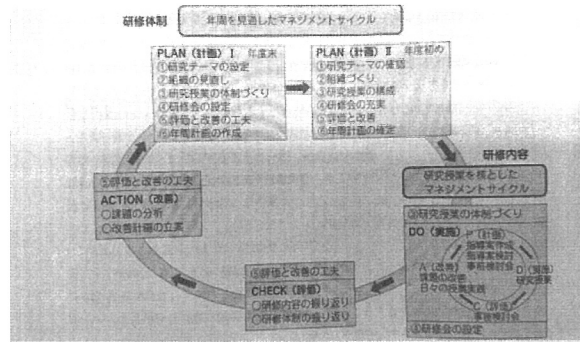 研修体制
年間を見通したマネジメントサイクル
PLAN（計画）Ⅰ 年度末
①研究テーマの設定
②組織の見直し
③研究授業の体制づくり
④研修会の設定
⑤評価と改善の工夫
⑥年間計画の作成
PLAN（計画）Ⅱ 年度初め
①研究テーマの確認
②組織づくり
③研究授業の構成
④研修会の充実
⑤評価と改善
⑥年間計画の確定
研修内容
研究授業を核とした
マネジメントサイクル
③研究授業の体制づくり
DO（実施）
P（計画）
指導案作成
指導案検討
事前検討会
D（実施）
研究授業
C（評価）
事後検討会
A（改善）
課題の改善
日々の授業実践
④研修会の設定
⑤評価と改善の工夫
CHECK（評価）
○研修内容の振り返り
○研修体制の振り返り
⑤評価と改善の工夫
ACTION（改善）
○課題の分析
○改善計画の立案